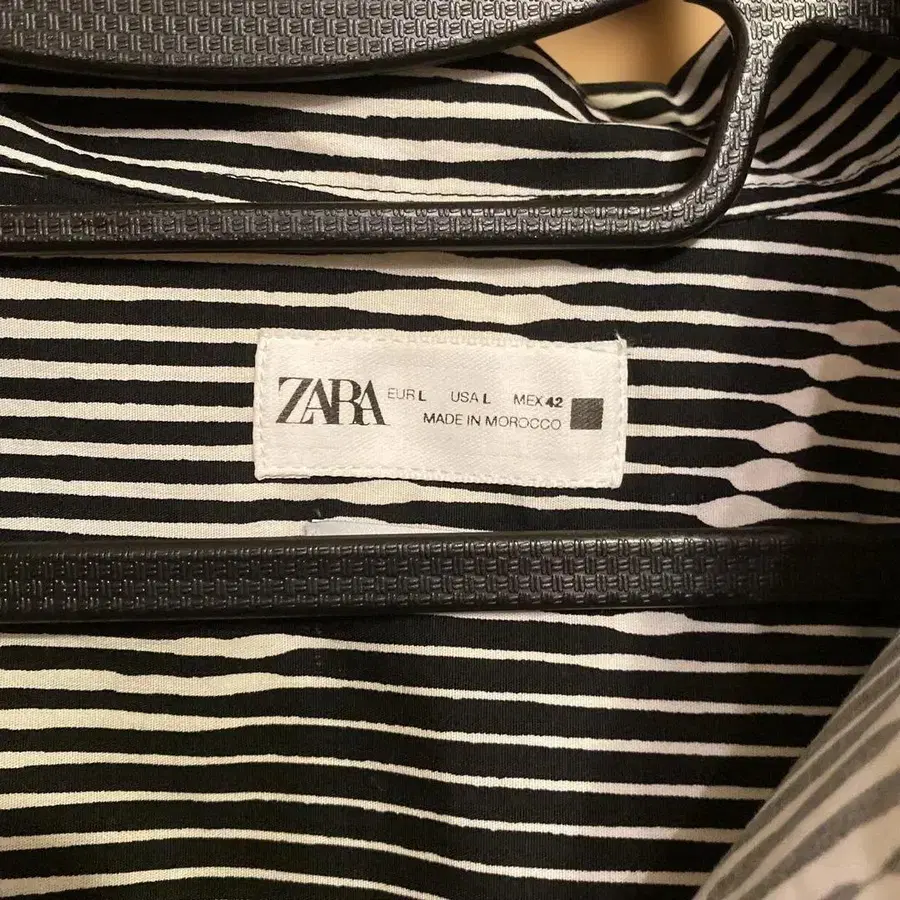 ZARA EUR L USA L MEX 42
MADE IN MOROCCO